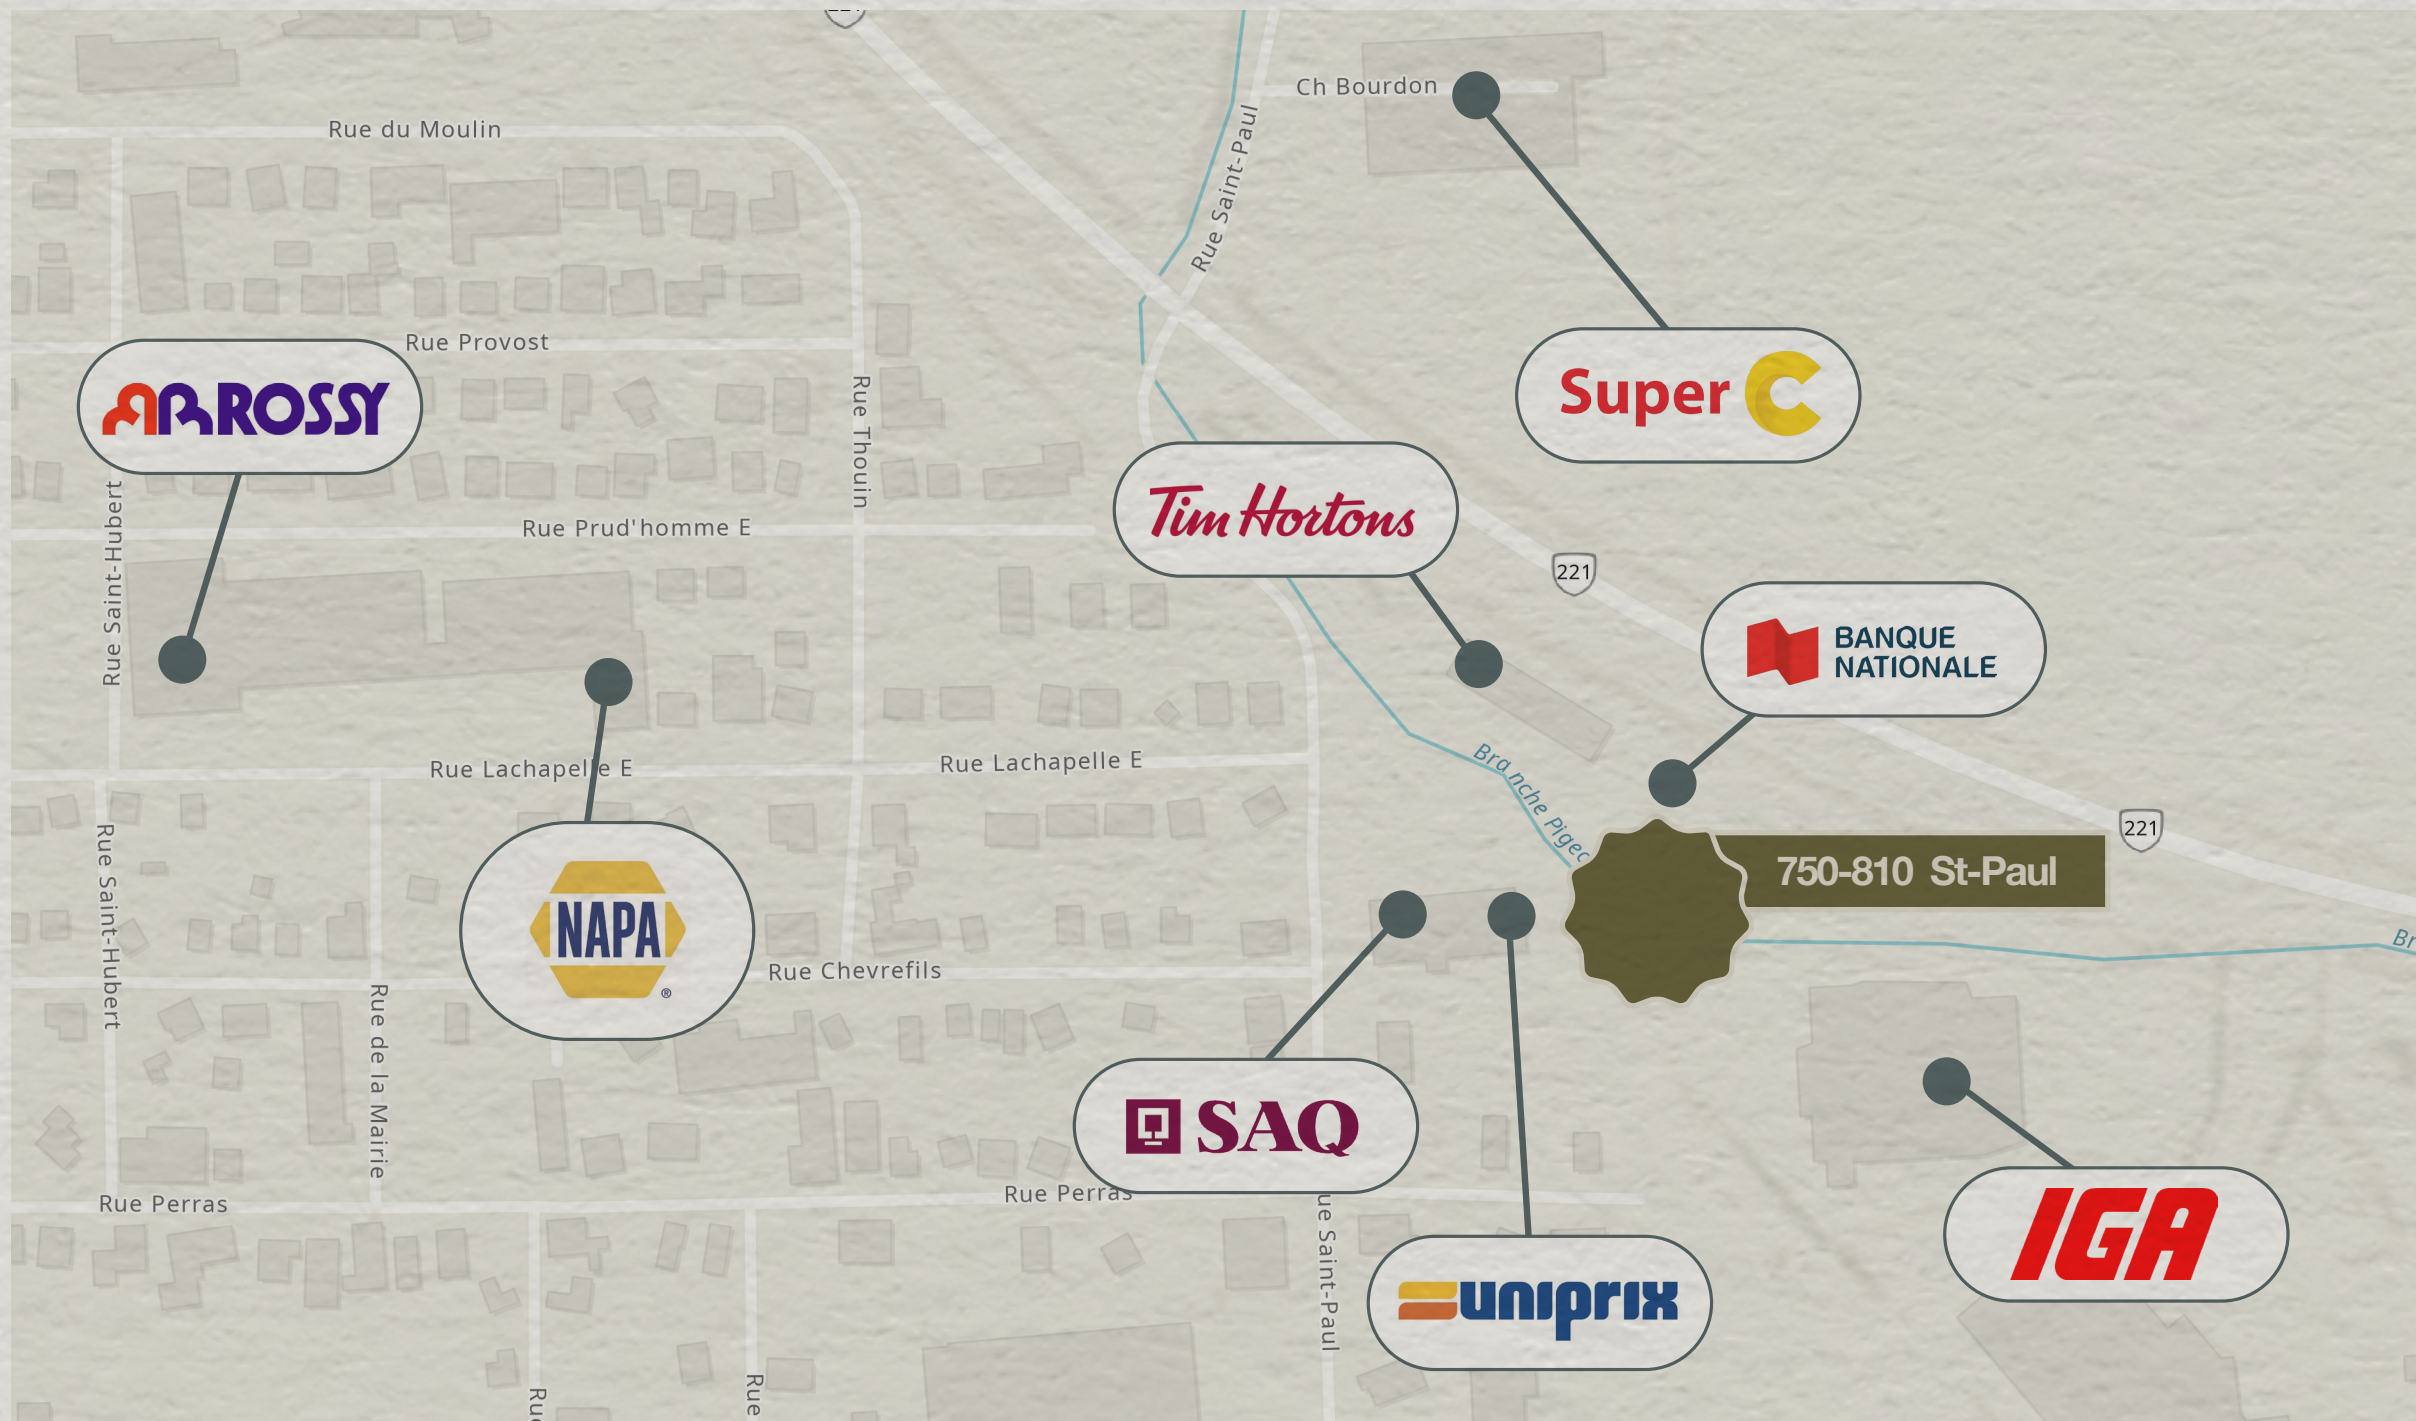 Ch Bourdon
Rue du Moulin
Rue Saint-Paul
Rue Provost
AR ROSSY
Super C
Rue Thouin
Tim Hortons
Rue Prud'homme E
Rue Saint-Hubert
221
BANQUE
NATIONALE
Rue Lachapelle E
Rue Lachapelle E
Branche
221
750-810 St-Paul
Rue Saint-Hubert
NAPA
®
Rue Chevrefils
Rue de la Mairie
SAQ
Rue Perras
Rue Perras
IGA
uniprix
Saint-Paul
Rue